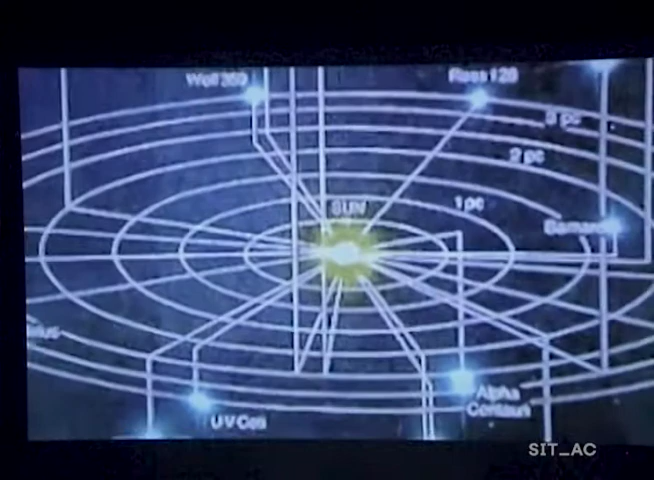 Wolf 359
Ross 128
3 pc
2 pc
1 pc
SUN
Barnard
Alpha
Centauri
UV Ceti
SIT_AC